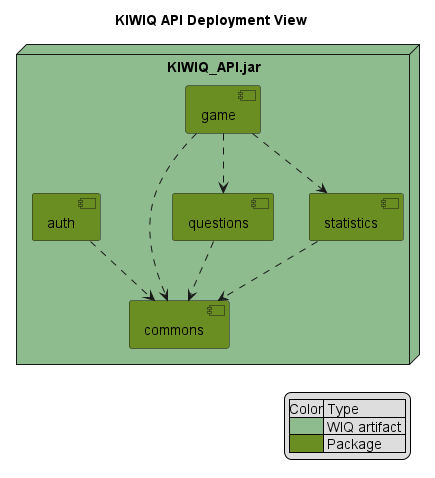 KIWIQ API Deployment View
KIWIQ_API.jar
game
auth
questions
statistics
commons
Color Type
WIQ artifact
Package